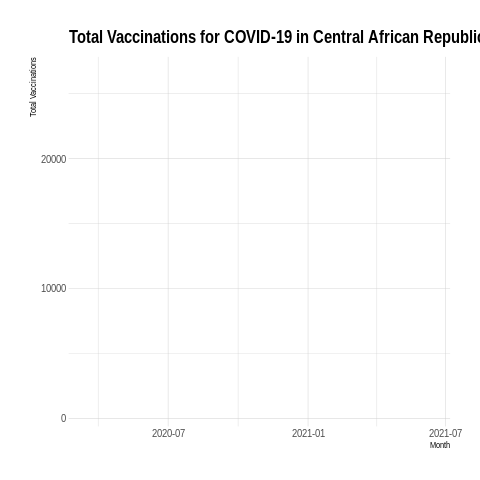 Total Vaccinations for COVID-19 in Central African Republic
Total Vaccinations
20000
10000
0
2020-07
2021-01
2021-07
Month